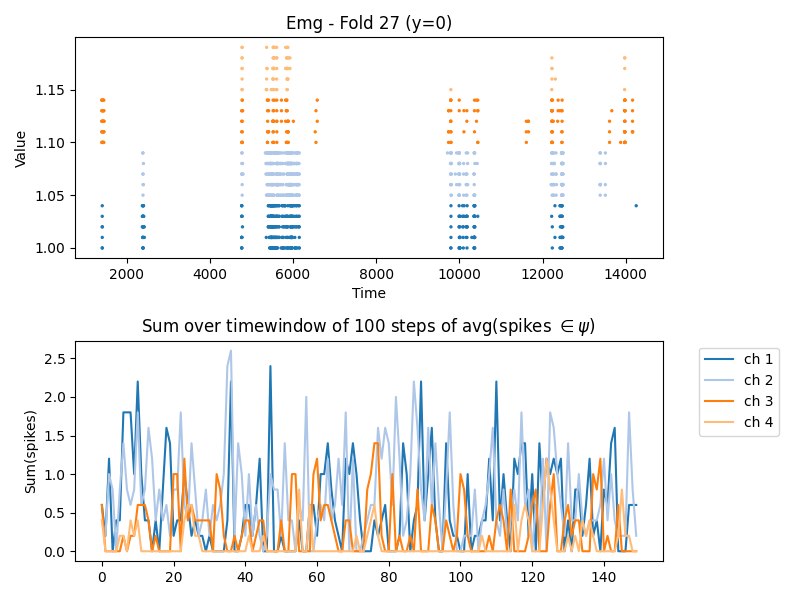 Emg - Fold 27 (y=0)
Value
1.15
1.10
1.05
1.00
2000 4000 6000 8000 10000 12000 14000
Time
Sum over timewindow of 100 steps of avg(spikes ∈ ψ)
Sum(spikes)
2.5
2.0
1.5
1.0
0.5
0.0
0 20 40 60 80 100 120 140
ch 1
ch 2
ch 3
ch 4